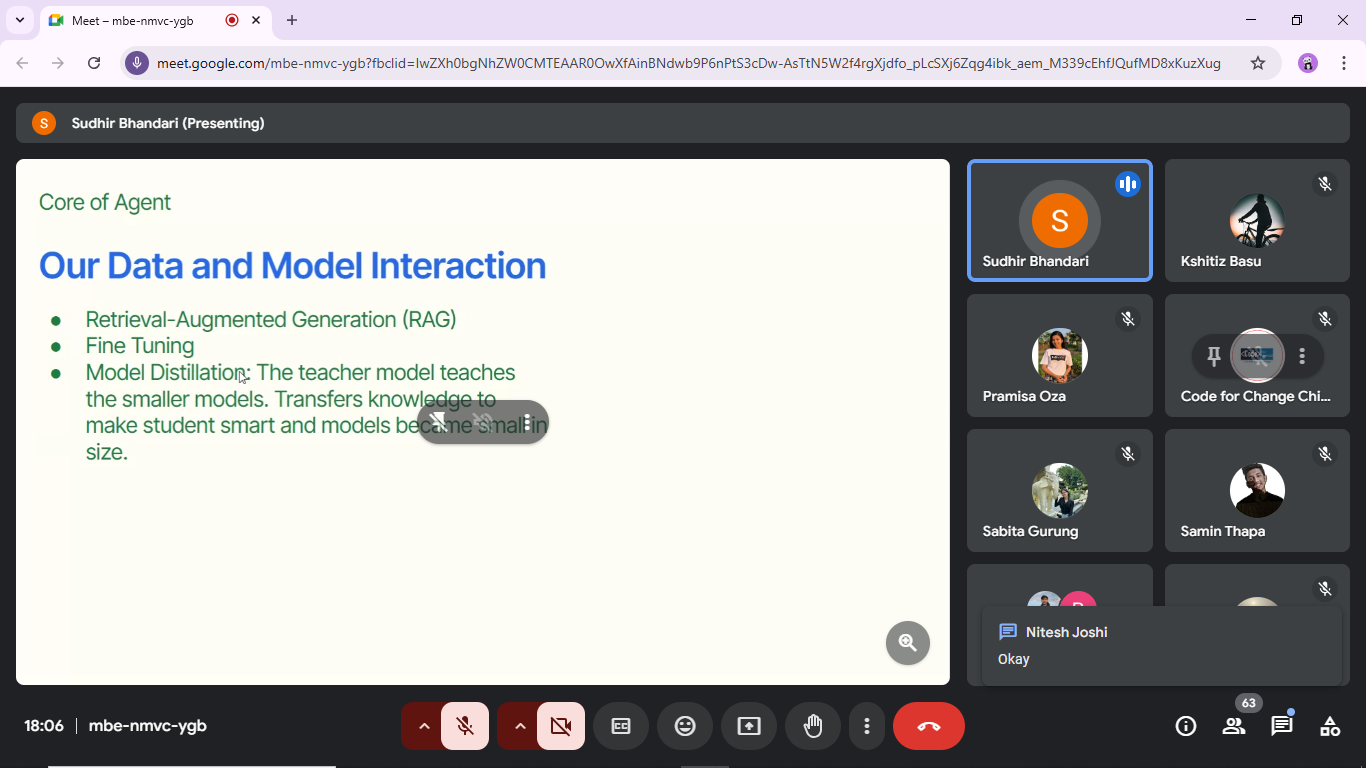 Meet – mbe-nmvc-ygb
meet.google.com/mbe-nmvc-ygb?fbclid=IwZXh0bgNhZW0CMTEAAR0OwXfAinBNdwb9P6nPtS3cDw-AsTtN5W2f4rgXjdfo_pLcSXj6Zqg4ibk_aem_M339cEhfJQufMD8xKuzXug
S
Sudhir Bhandari (Presenting)
Core of Agent
Our Data and Model Interaction
● Retrieval-Augmented Generation (RAG)
● Fine Tuning
● Model Distillation: The teacher model teaches
the smaller models. Transfers knowledge to
make student smart and models became small in
size.
S
Sudhir Bhandari
Kshitiz Basu
Pramisa Oza
Code for Change Chi...
Sabita Gurung
Samin Thapa
Nitesh Joshi
Okay
18:06 | mbe-nmvc-ygb
63